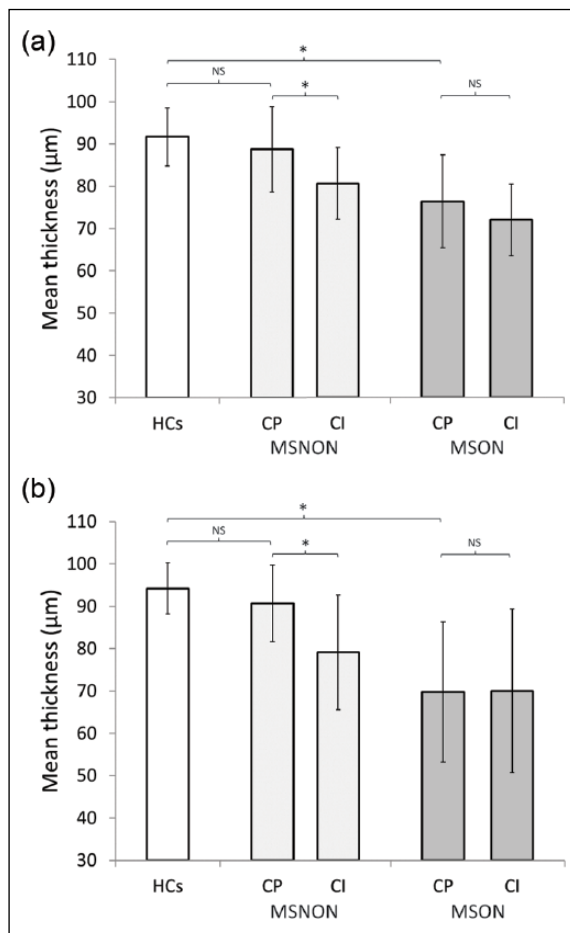 (a)
110
100
90
80
70
60
50
40
30
Mean thickness (µm)
*
NS
*
NS
HCs CP CI CP CI
MSNON MSON
(b)
110
100
90
80
70
60
50
40
30
Mean thickness (µm)
*
NS
*
NS
HCs CP CI CP CI
MSNON MSON